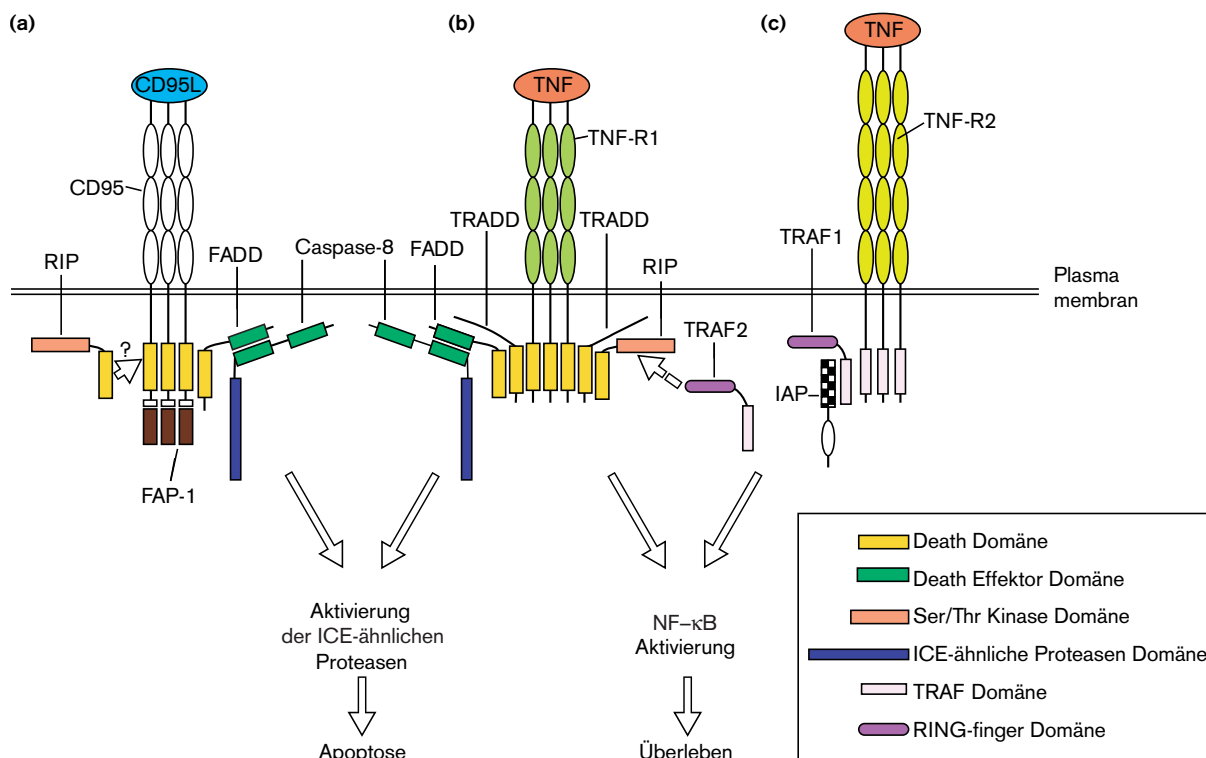 (a)
(b)
(c)
TNF
CD95L
TNF
TNF-R1
TNF-R2
CD95
TRADD
TRADD
TRAF1
RIP
FADD
Caspase-8
FADD
RIP
Plasma
membran
TRAF2
?
IAP–
FAP-1
Aktivierung
der ICE-ähnlichen
Proteasen
Apoptose
NF–κB
Aktivierung
Überleben
Death Domäne
Death Effektor Domäne
Ser/Thr Kinase Domäne
ICE-ähnliche Proteasen Domäne
TRAF Domäne
RING-finger Domäne